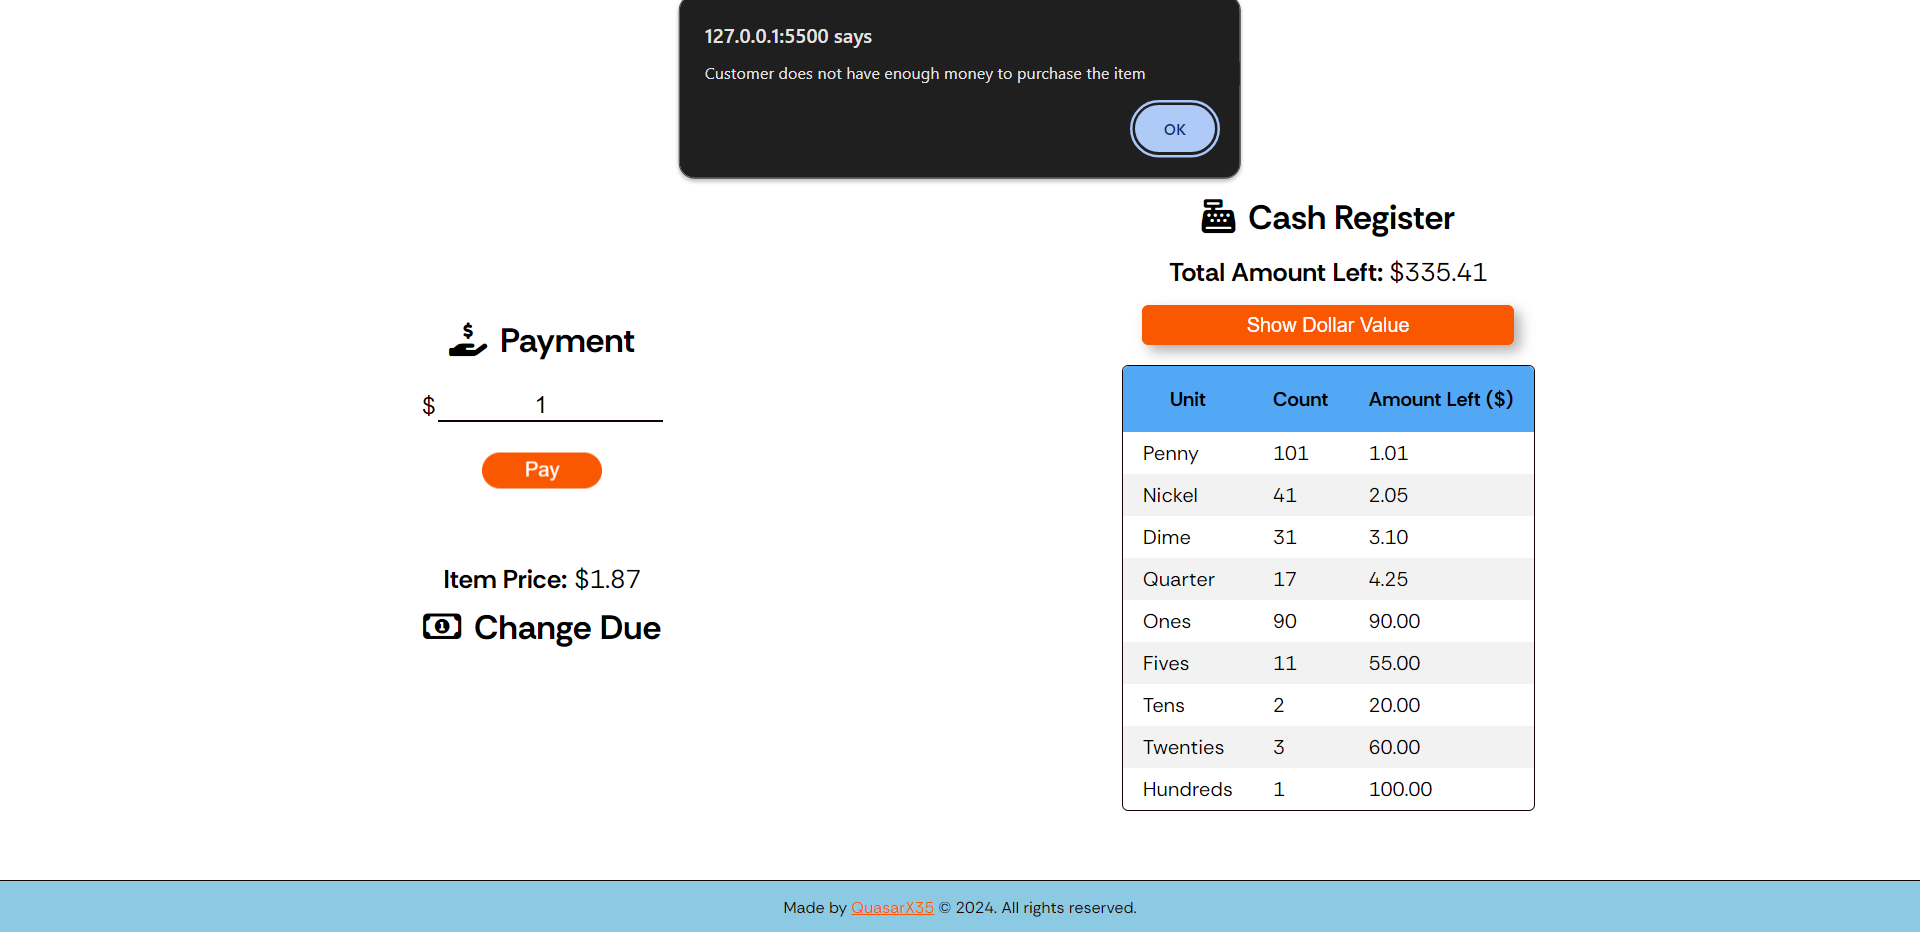 127.0.0.1:5500 says
Customer does not have enough money to purchase the item
OK
Payment
$ 1
Pay
Item Price: $1.87
Change Due
Cash Register
Total Amount Left: $335.41
Show Dollar Value
Unit Count Amount Left ($)
Penny 101 1.01
Nickel 41 2.05
Dime 31 3.10
Quarter 17 4.25
Ones 90 90.00
Fives 11 55.00
Tens 2 20.00
Twenties 3 60.00
Hundreds 1 100.00
Made by QuasarX35 © 2024. All rights reserved.